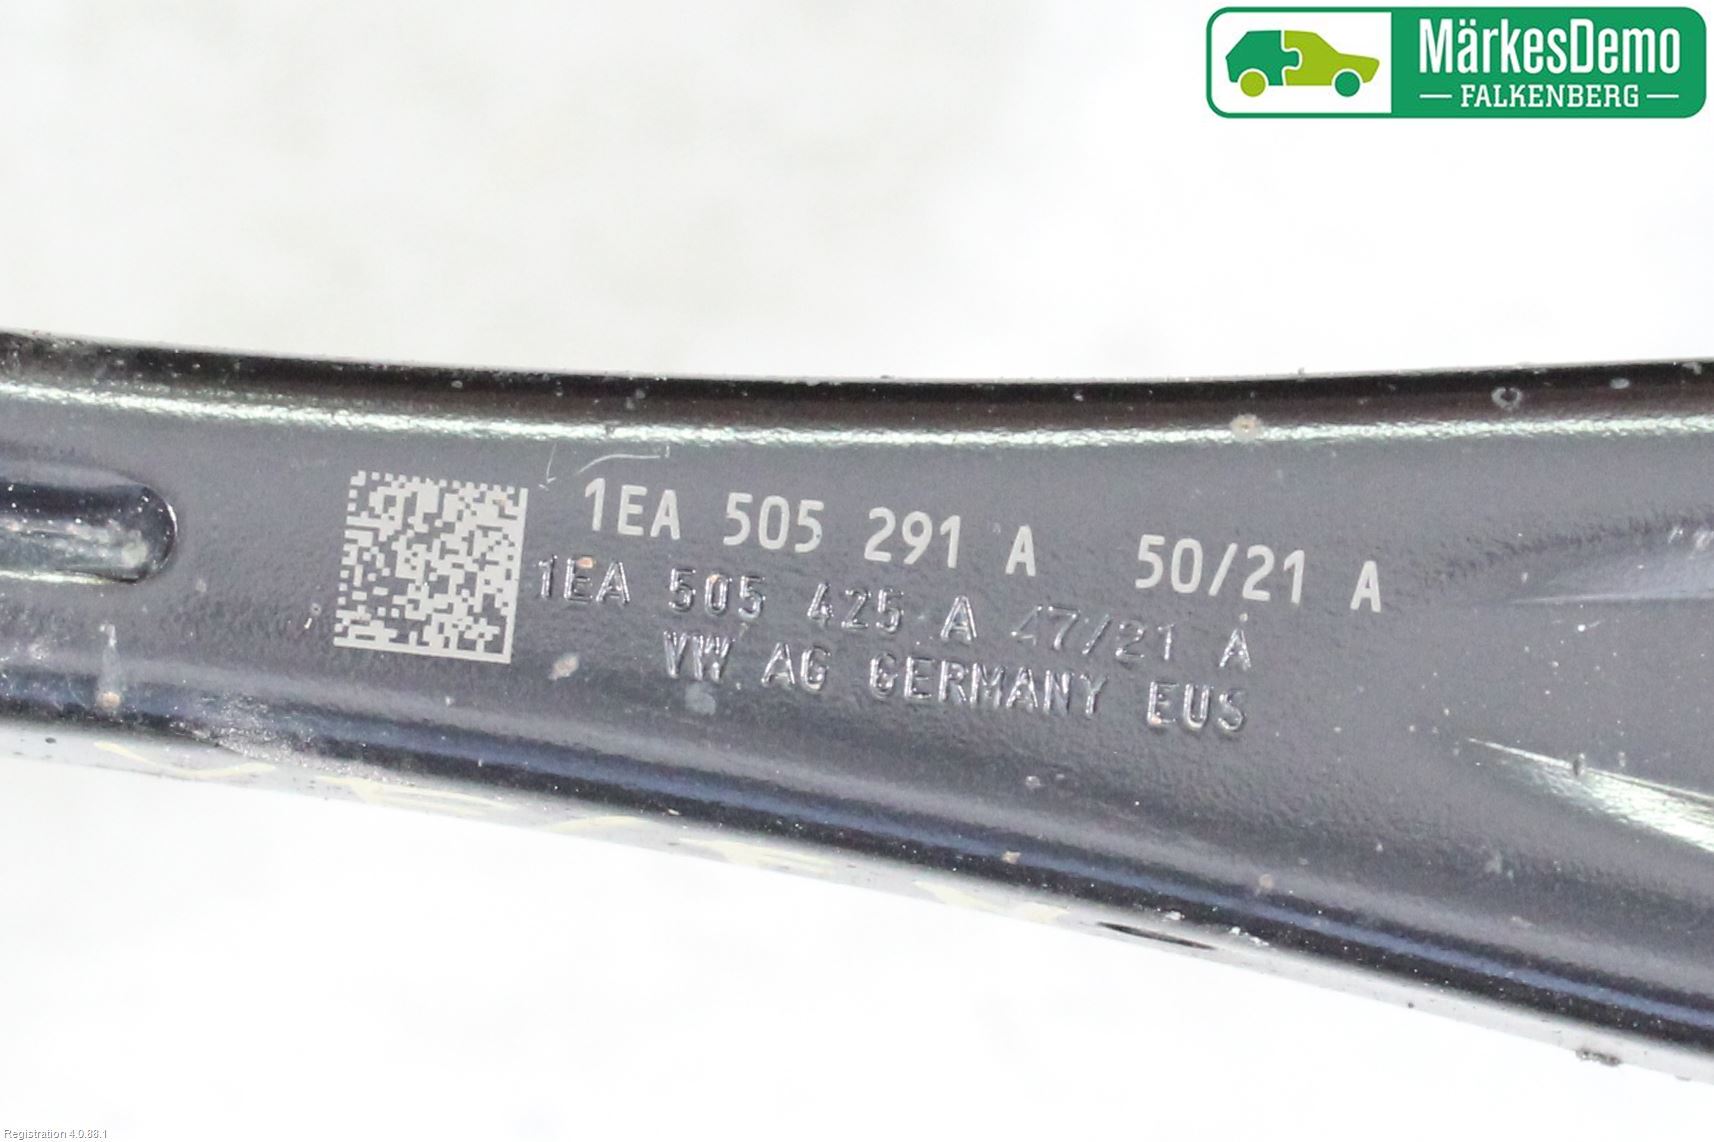 MärkesDemo
FALKENBERG
1EA 505 291 A 50/21 A
1EA 505 425 A 47/21 A
VW AG GERMANY EUS
Registration 4.0.88.1